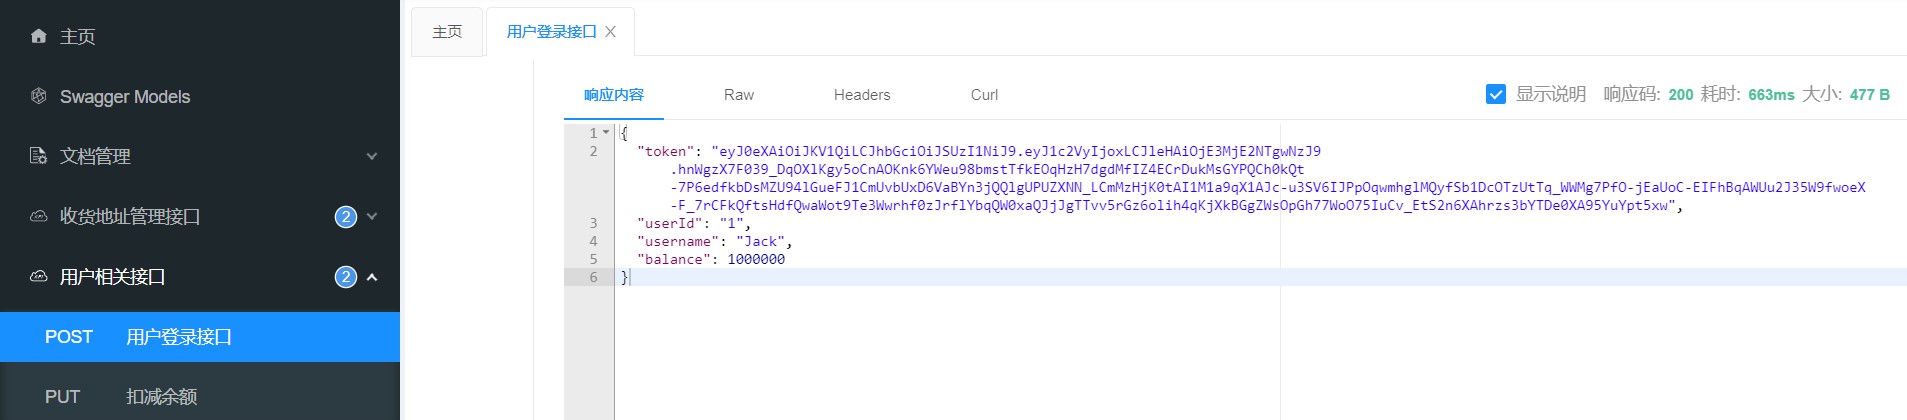 主页
Swagger Models
文档管理
收货地址管理接口 2
用户相关接口 2
POST 用户登录接口
PUT 扣减余额
主页 用户登录接口
响应内容 Raw Headers Curl 显示说明 响应码: 200 耗时: 663ms 大小: 477 B
1 {
2 "token": "eyJ0eXAiOiJKV1QiLCJhbGciOiJSUzI1NiJ9.eyJ1c2VyIjoxLCJleHAiOjE3MjE2NTgwNzJ9
.hnWgzX7F039_DqOXlKgy5oCnAOKnk6YWeu98bmstTfkEOqHzH7dgdMfIZ4ECrDukMsGYPQCh0kQt
-7P6edfkbDsMZU94lGueFJ1CmUvbUxD6VaBYn3jQQlgUPUZXNN_LCmMzHjK0tAI1M1a9qX1AJc-u3SV6IJPpOqwmhglMQyfSb1DcOTzUtTq_WWMg7PfO-jEaUoC-EIFhBqAWUu2J35W9fwoeX
-F_7rCFkQftsHdfQwaWot9Te3Wwrhf0zJrflYbqQW0xaQJjJgTTvv5rGz6olih4qKjXkBGgZWsOpGh77WoO75IuCv_EtS2n6XAhrzs3bYTDe0XA95YuYpt5xw",
3 "userId": "1",
4 "username": "Jack",
5 "balance": 1000000
6 }